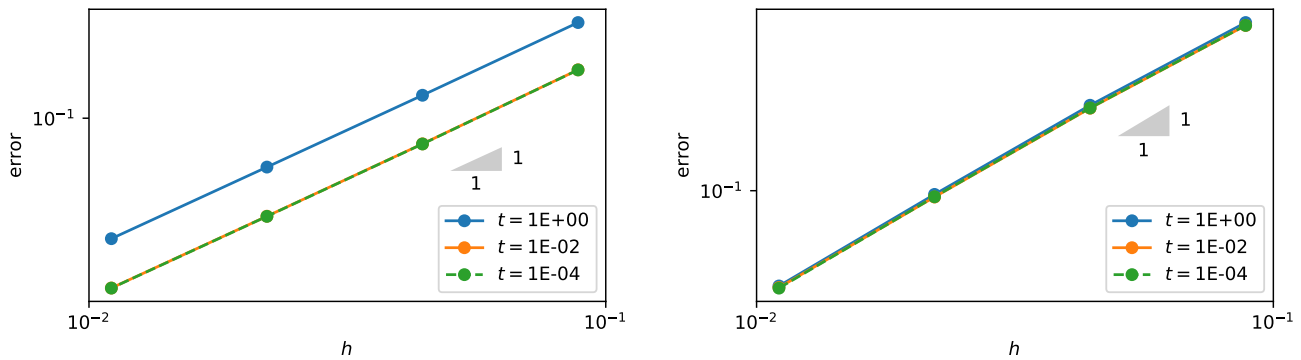 error
10⁻¹
1
1
t = 1E+00
t = 1E-02
t = 1E-04
10⁻²
10⁻¹
h
error
10⁻¹
1
1
t = 1E+00
t = 1E-02
t = 1E-04
10⁻²
10⁻¹
h